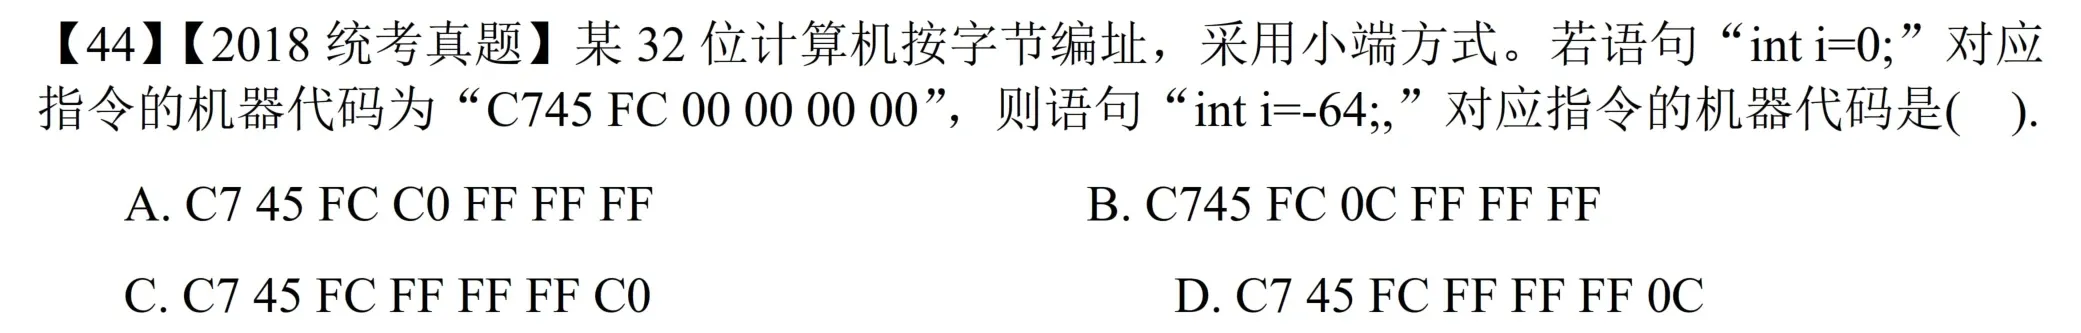 【44】【2018 统考真题】某 32 位计算机按字节编址，采用小端方式。若语句“int i=0;”对应
指令的机器代码为“C745 FC 00 00 00 00”，则语句“int i=-64;,”对应指令的机器代码是(   ).
A. C7 45 FC C0 FF FF FF
B. C745 FC 0C FF FF FF
C. C7 45 FC FF FF FF C0
D. C7 45 FC FF FF FF 0C